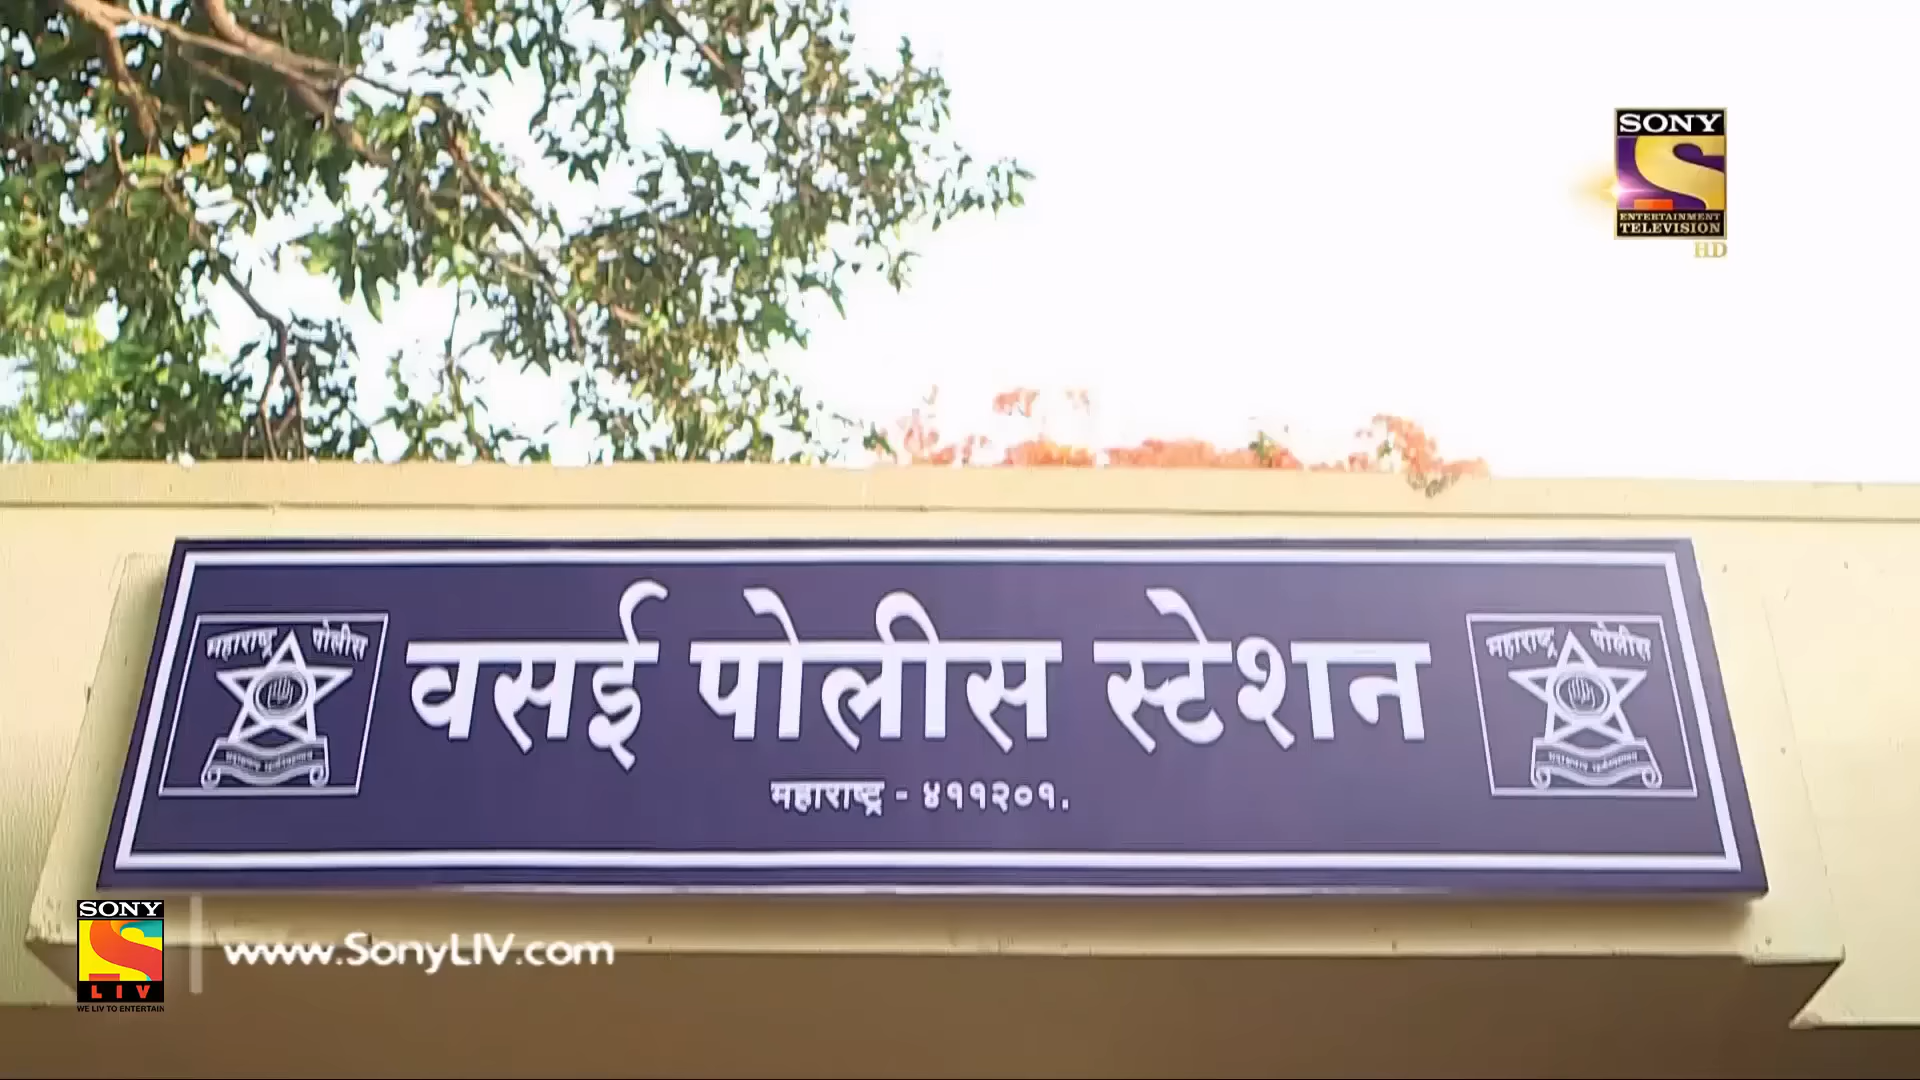 SONY
ENTERTAINMENT
TELEVISION
HD
महाराष्ट्र पोलीस
वसई पोलीस स्टेशन
महाराष्ट्र पोलीस
महाराष्ट्र - ४११२०१.
SONY
LIV
WE LIV TO ENTERTAIN
www.SonyLIV.com